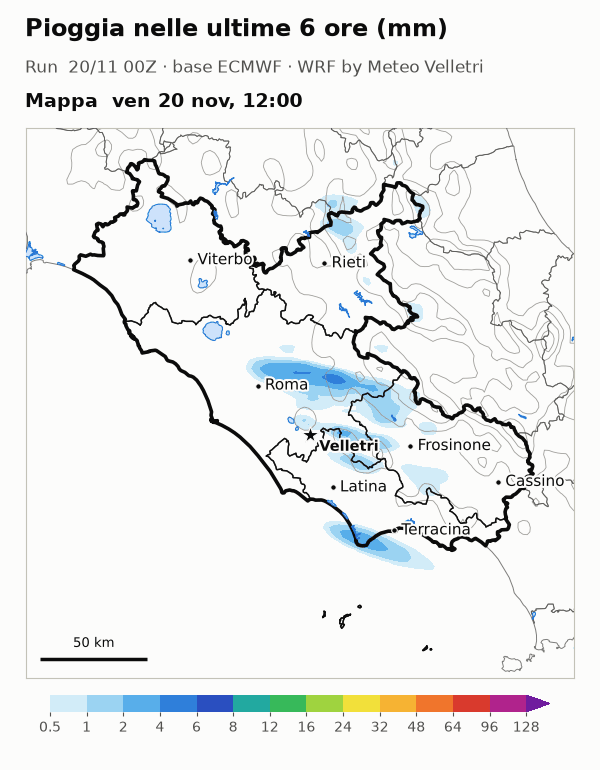 Pioggia nelle ultime 6 ore (mm)
Run 20/11 00Z · base ECMWF · WRF by Meteo Velletri
Mappa ven 20 nov, 12:00
Viterbo
Rieti
Roma
Velletri
Frosinone
Latina
Cassino
Terracina
50 km
0.5 1 2 4 6 8 12 16 24 32 48 64 96 128